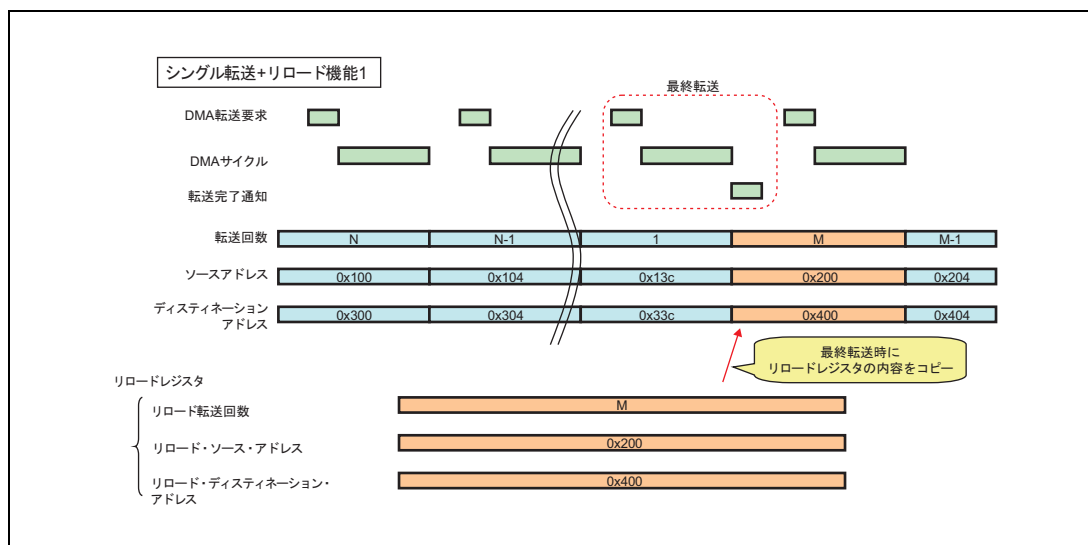 シングル転送+リロード機能1
最終転送
DMA転送要求
DMAサイクル
転送完了通知
転送回数
N
N-1
1
M
M-1
ソースアドレス
0x100
0x104
0x13c
0x200
0x204
ディスティネーション
アドレス
0x300
0x304
0x33c
0x400
0x404
最終転送時に
リロードレジスタの内容をコピー
リロードレジスタ
リロード転送回数
M
リロード・ソース・アドレス
0x200
リロード・ディスティネーション・
アドレス
0x400